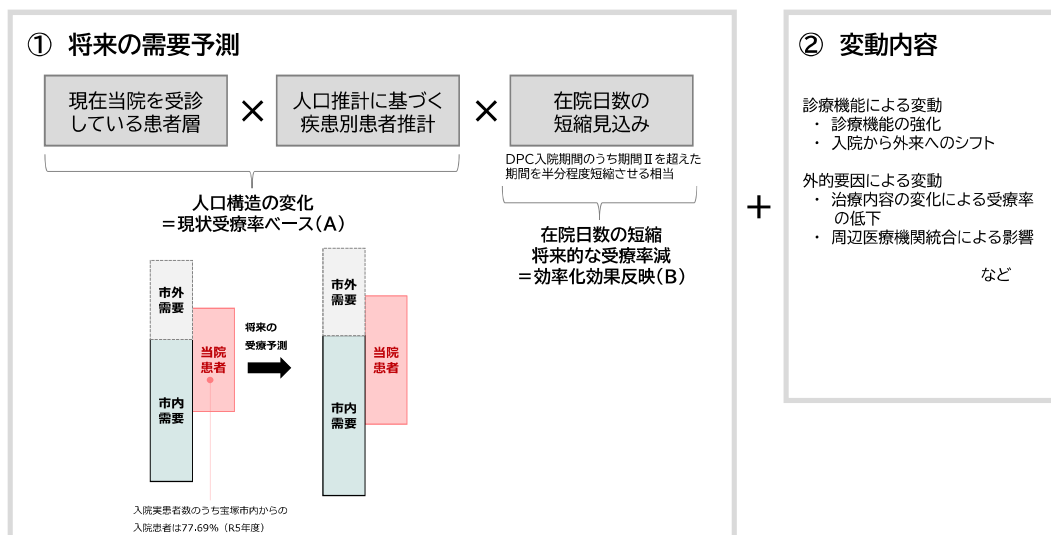 ① 将来の需要予測
現在当院を受診
している患者層
×
人口推計に基づく
疾患別患者推計
×
在院日数の
短縮見込み
DPC入院期間のうち期間Ⅱを超えた
期間を半分程度短縮させる相当
人口構造の変化
＝現状受療率ベース（A）
在院日数の短縮
将来的な受療率減
＝効率化効果反映（B）
市外
需要
当院
患者
市内
需要
将来の
受療予測
市外
需要
当院
患者
市内
需要
入院実患者数のうち宝塚市内からの
入院患者は77.69%（R5年度）
＋
② 変動内容
診療機能による変動
・ 診療機能の強化
・ 入院から外来へのシフト
外的要因による変動
・ 治療内容の変化による受療率
の低下
・ 周辺医療機関統合による影響
など